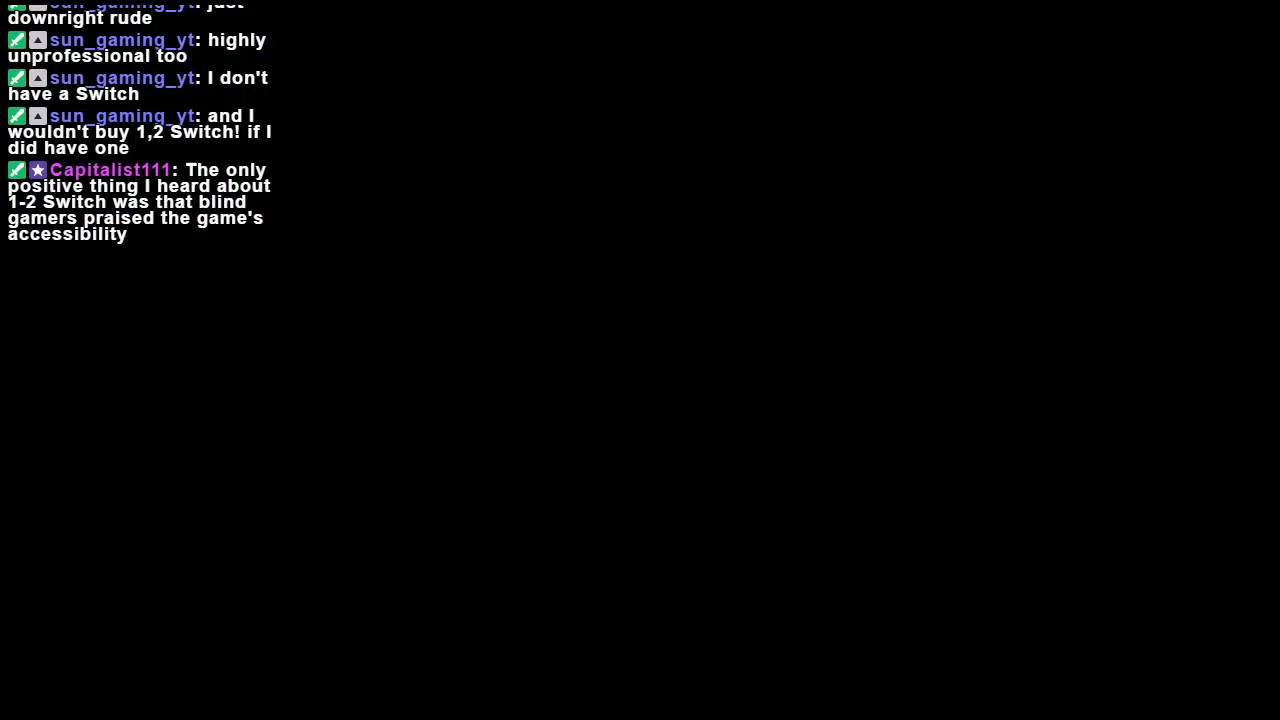 sun_gaming_yt: just
downright rude
sun_gaming_yt: highly
unprofessional too
sun_gaming_yt: I don't
have a Switch
sun_gaming_yt: and I
wouldn't buy 1,2 Switch! if I
did have one
Capitalist111: The only
positive thing I heard about
1-2 Switch was that blind
gamers praised the game's
accessibility